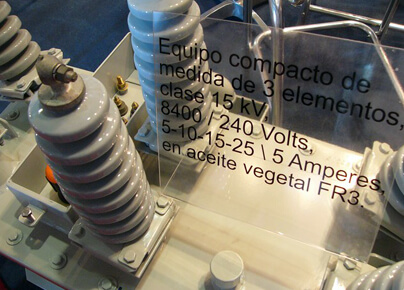 Equipo compacto de
medida de 3 elementos,
clase 15 kV,
8400 / 240 Volts,
5-10-15-25 \ 5 Amperes,
en aceite vegetal FR3.